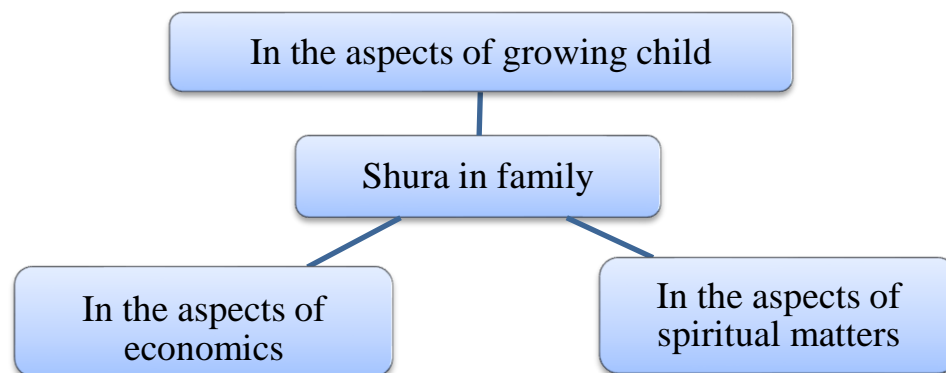 In the aspects of growing child
Shura in family
In the aspects of
economics
In the aspects of
spiritual matters